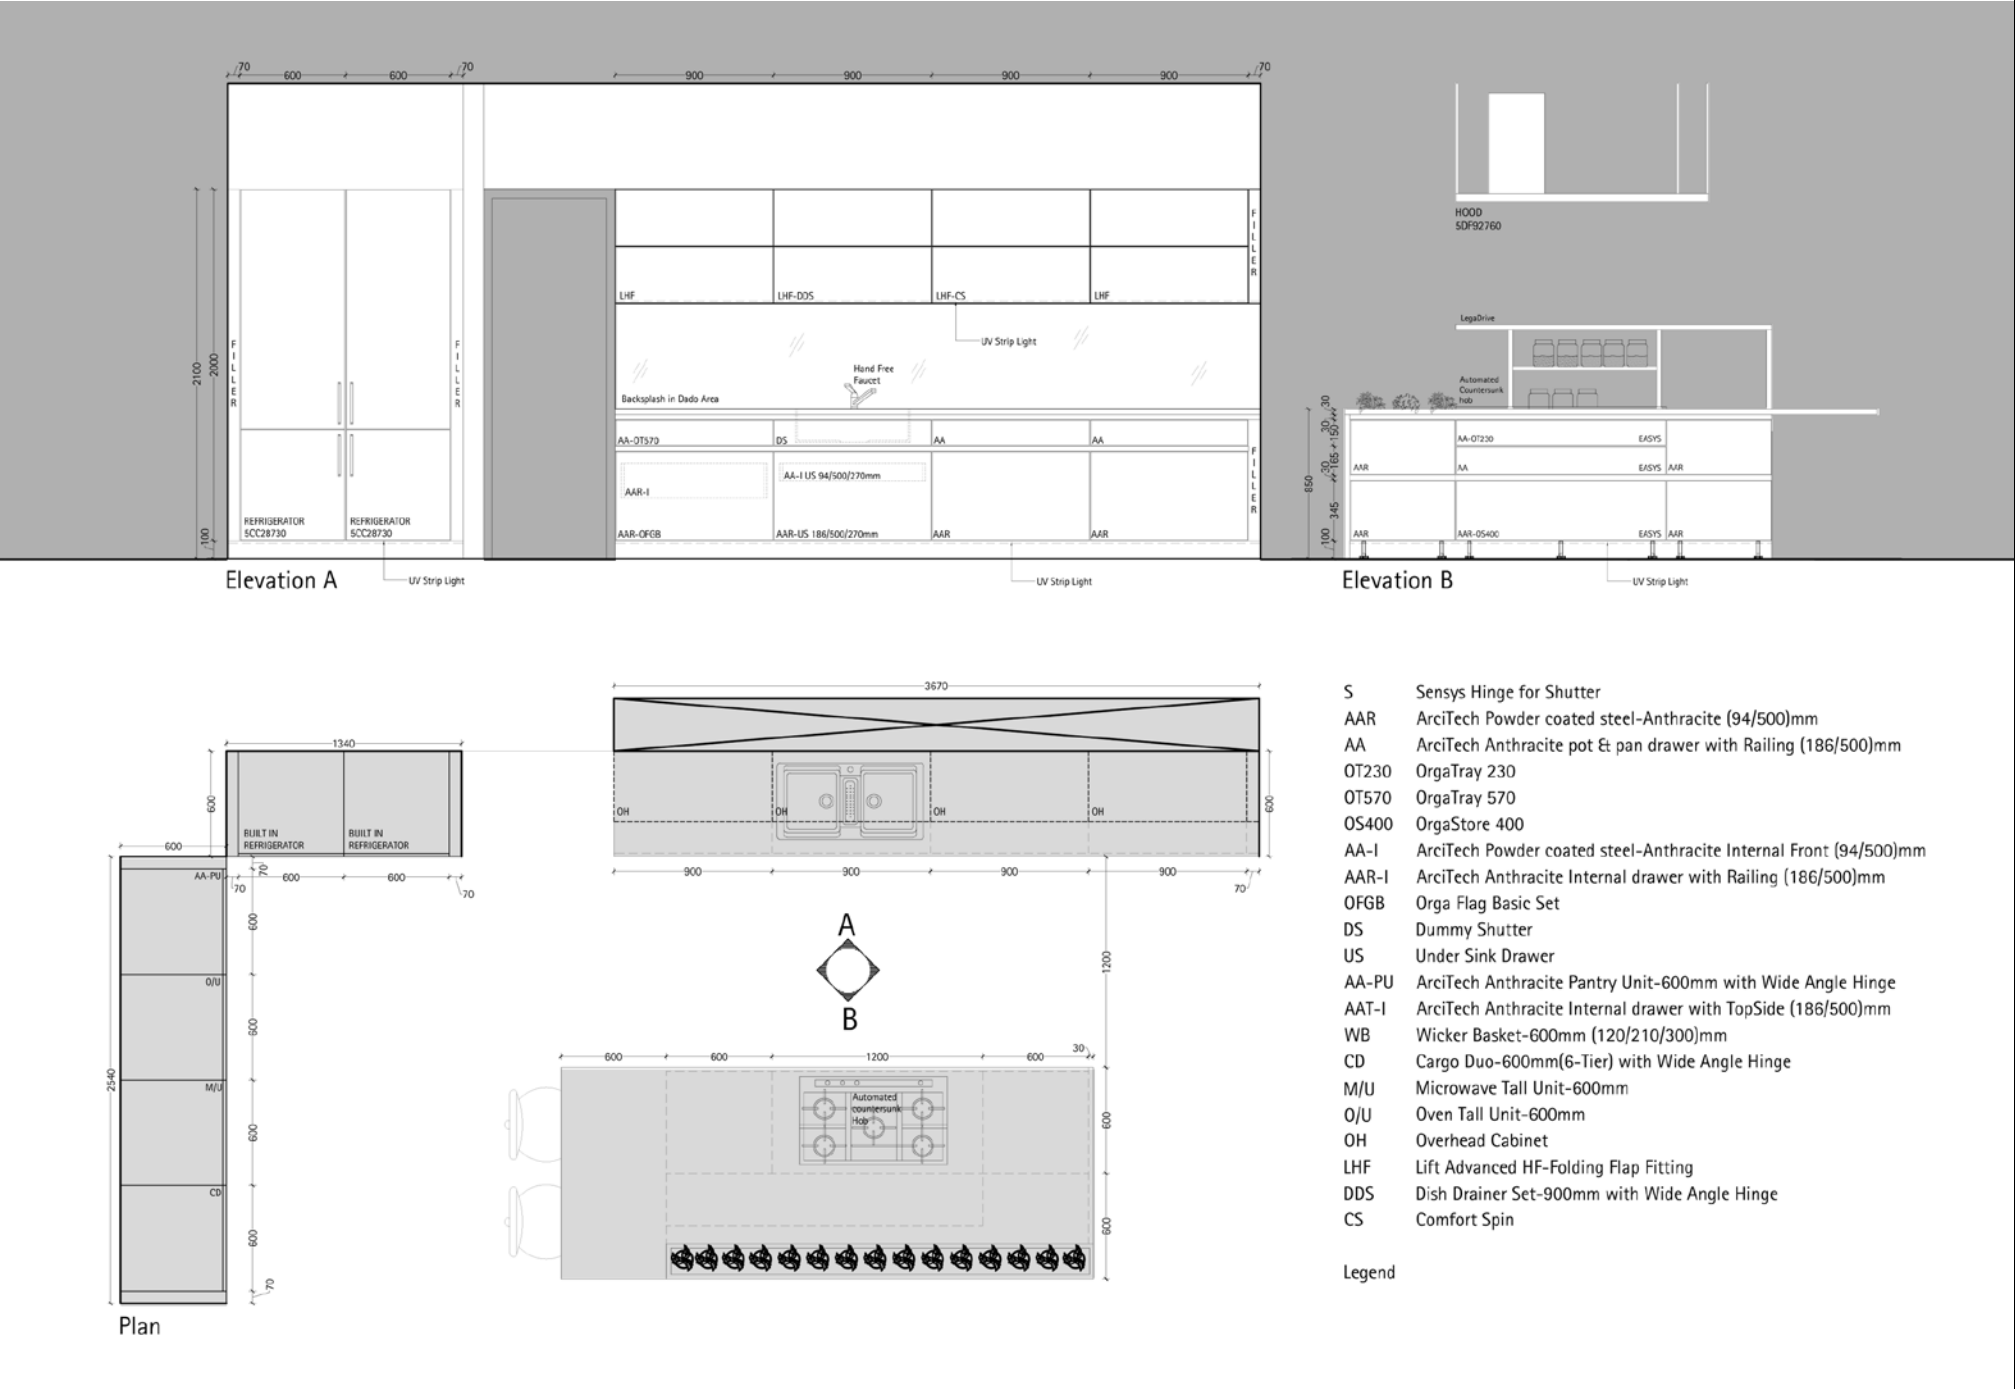 70
600
600
70
900
900
900
900
70
HOOD
5DF92760
FILLER
LHF
LHF-DDS
LHF-CS
LHF
UV Strip Light
LegaDrive
FILLER
FILLER
2100
2000
Hand Free
Faucet
Backsplash in Dado Area
Automated
Countersunk
hob
AA-OT570
DS
AA
AA
AAR-I
AA-I US 94/500/270mm
FILLER
30
30
150
165
30
345
100
850
AA-OT230
EASYS
AAR
AA
EASYS
AAR
REFRIGERATOR
5CC28730
REFRIGERATOR
5CC28730
100
AAR-OFGB
AAR-US 186/500/270mm
AAR
AAR
AAR
AAR-OS400
EASYS
AAR
Elevation A
UV Strip Light
UV Strip Light
Elevation B
UV Strip Light
3670
1340
600
BUILT IN
REFRIGERATOR
BUILT IN
REFRIGERATOR
OH
OH
OH
OH
600
600
AA-PU
70
70
600
600
70
900
900
900
900
70
600
O/U
600
M/U
600
CD
600
70
2540
A
B
1200
600
600
1200
600
30
Automated
countersunk
Hob
600
600
Plan
S Sensys Hinge for Shutter
AAR ArciTech Powder coated steel-Anthracite (94/500)mm
AA ArciTech Anthracite pot & pan drawer with Railing (186/500)mm
OT230 OrgaTray 230
OT570 OrgaTray 570
OS400 OrgaStore 400
AA-I ArciTech Powder coated steel-Anthracite Internal Front (94/500)mm
AAR-I ArciTech Anthracite Internal drawer with Railing (186/500)mm
OFGB Orga Flag Basic Set
DS Dummy Shutter
US Under Sink Drawer
AA-PU ArciTech Anthracite Pantry Unit-600mm with Wide Angle Hinge
AAT-I ArciTech Anthracite Internal drawer with TopSide (186/500)mm
WB Wicker Basket-600mm (120/210/300)mm
CD Cargo Duo-600mm(6-Tier) with Wide Angle Hinge
M/U Microwave Tall Unit-600mm
O/U Oven Tall Unit-600mm
OH Overhead Cabinet
LHF Lift Advanced HF-Folding Flap Fitting
DDS Dish Drainer Set-900mm with Wide Angle Hinge
CS Comfort Spin
Legend